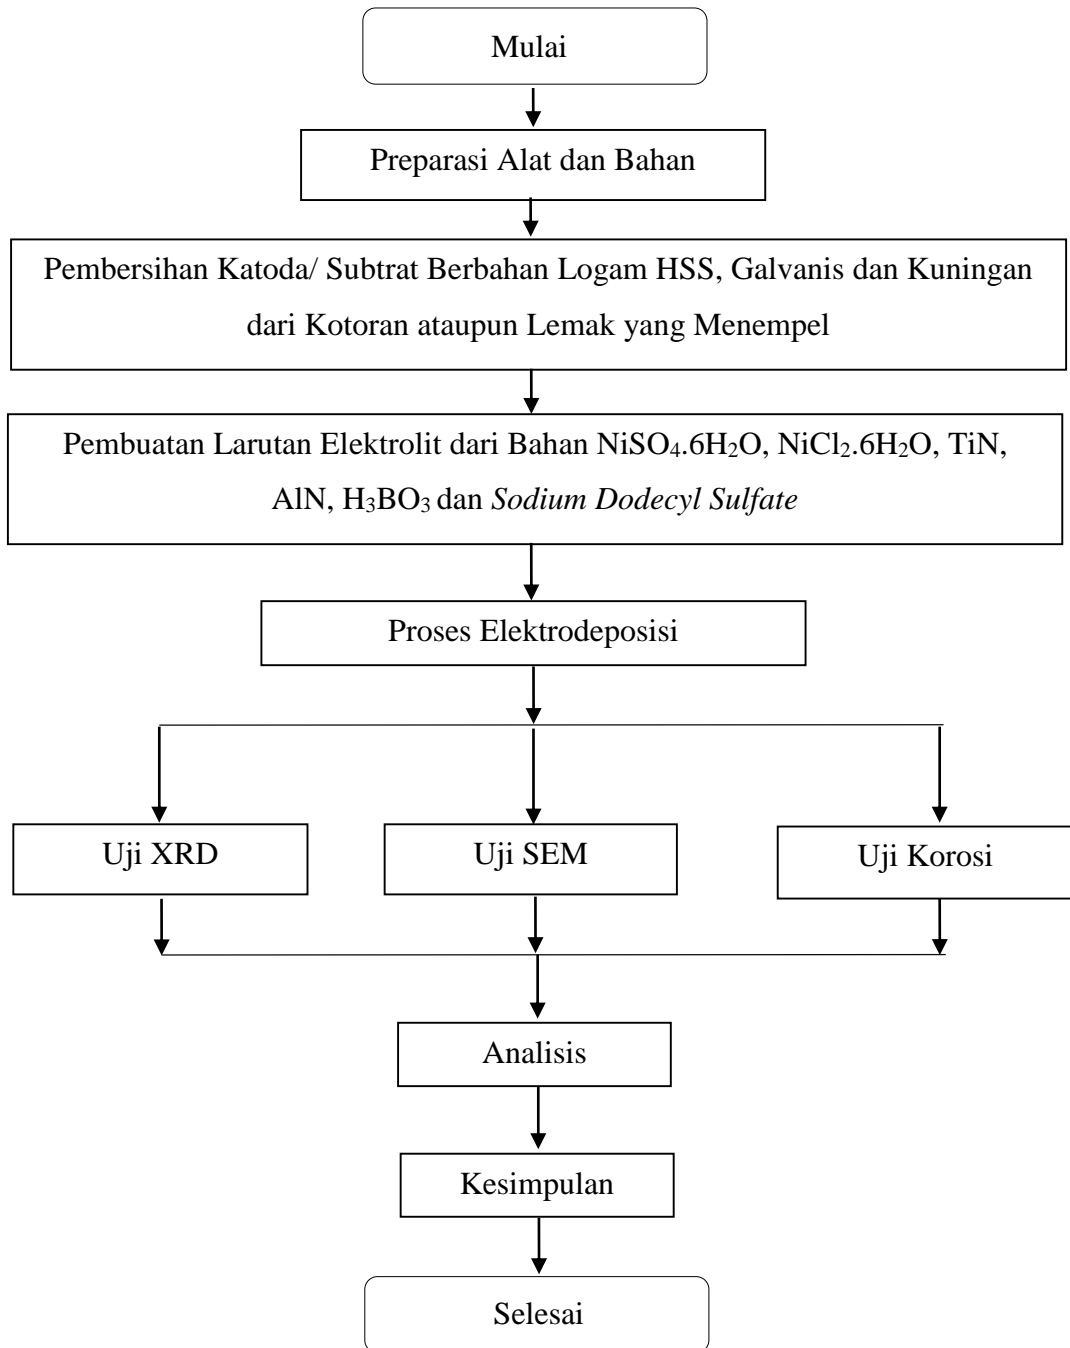 Mulai
Preparasi Alat dan Bahan
Pembersihan Katoda/ Subtrat Berbahan Logam HSS, Galvanis dan Kuningan
dari Kotoran ataupun Lemak yang Menempel
Pembuatan Larutan Elektrolit dari Bahan NiSO₄.6H₂O, NiCl₂.6H₂O, TiN,
AlN, H₃BO₃ dan Sodium Dodecyl Sulfate
Proses Elektrodeposisi
Uji XRD
Uji SEM
Uji Korosi
Analisis
Kesimpulan
Selesai